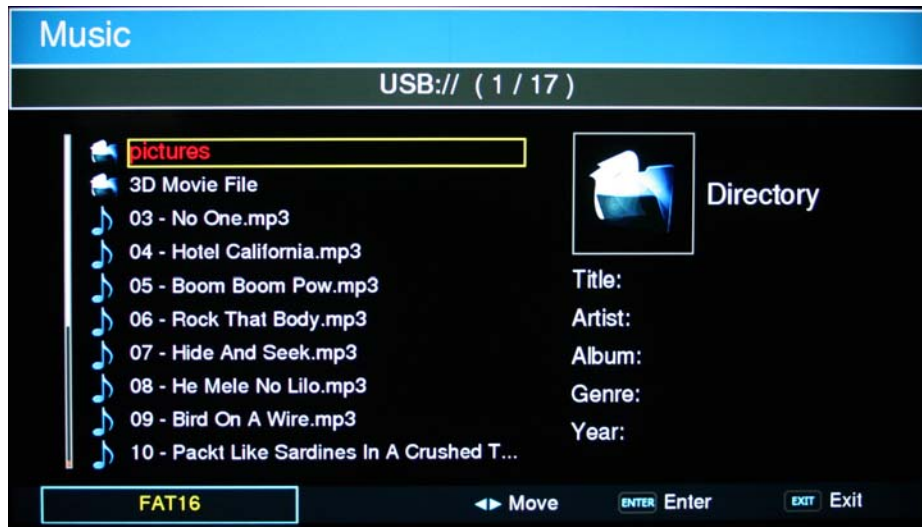 Music
USB:// ( 1 / 17 )
pictures
3D Movie File
03 - No One.mp3
04 - Hotel California.mp3
05 - Boom Boom Pow.mp3
06 - Rock That Body.mp3
07 - Hide And Seek.mp3
08 - He Mele No Lilo.mp3
09 - Bird On A Wire.mp3
10 - Packt Like Sardines In A Crushed T...
Directory
Title:
Artist:
Album:
Genre:
Year:
FAT16
Move
ENTER Enter
EXIT Exit